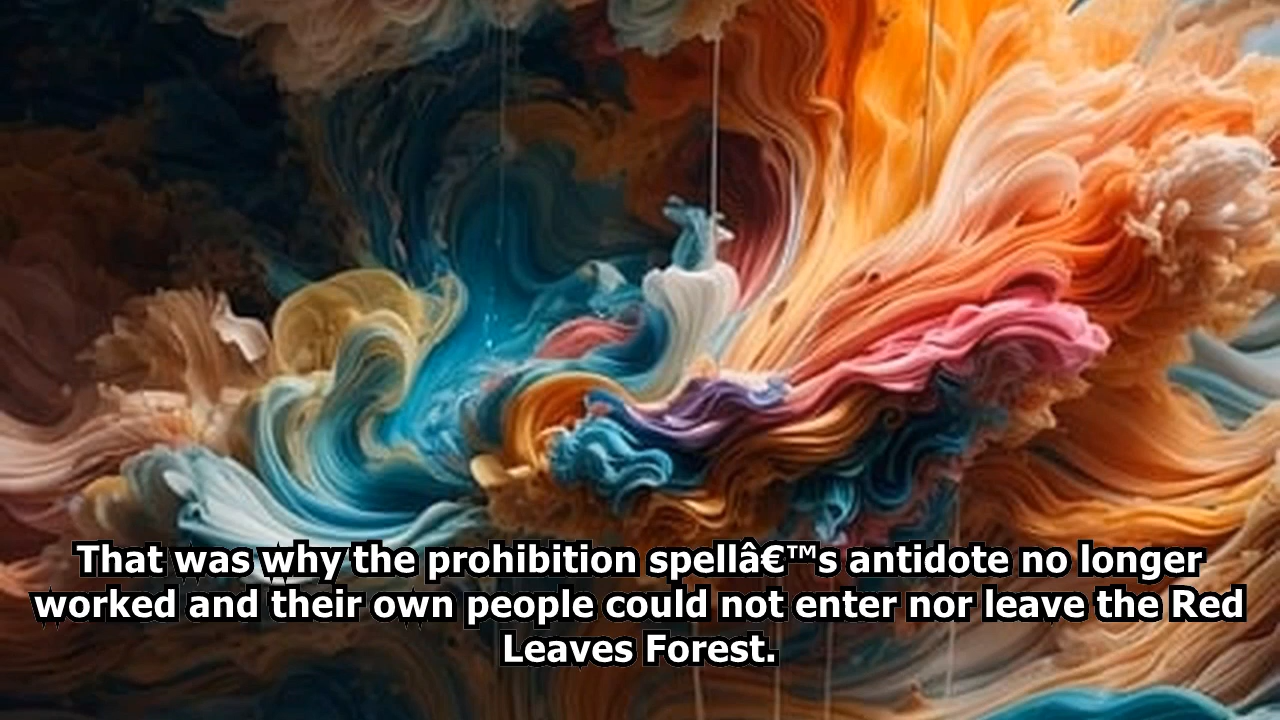 That was why the prohibition spellâ€™s antidote no longer
worked and their own people could not enter nor leave the Red
Leaves Forest.